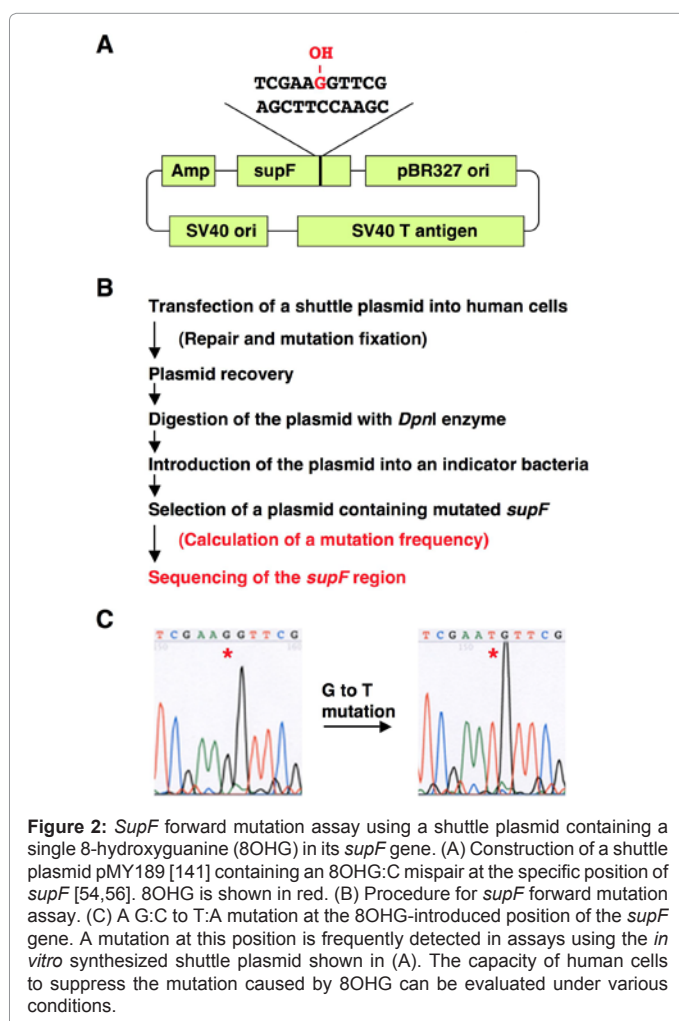 A
OH
TCGAAGGTTCG
AGCTTCCAAGC
Amp
supF
pBR327 ori
SV40 ori
SV40 T antigen
B
Transfection of a shuttle plasmid into human cells
(Repair and mutation fixation)
Plasmid recovery
Digestion of the plasmid with DpnI enzyme
Introduction of the plasmid into an indicator bacteria
Selection of a plasmid containing mutated supF
(Calculation of a mutation frequency)
Sequencing of the supF region
C
T C G A A G G T T C G
*
G to T
mutation
T C G A A T G T T C G
150
*
Figure 2: SupF forward mutation assay using a shuttle plasmid containing a
single 8-hydroxyguanine (8OHG) in its supF gene. (A) Construction of a shuttle
plasmid pMY189 [141] containing an 8OHG:C mispair at the specific position of
supF [54,56]. 8OHG is shown in red. (B) Procedure for supF forward mutation
assay. (C) A G:C to T:A mutation at the 8OHG-introduced position of the supF
gene. A mutation at this position is frequently detected in assays using the in
vitro synthesized shuttle plasmid shown in (A). The capacity of human cells
to suppress the mutation caused by 8OHG can be evaluated under various
conditions.